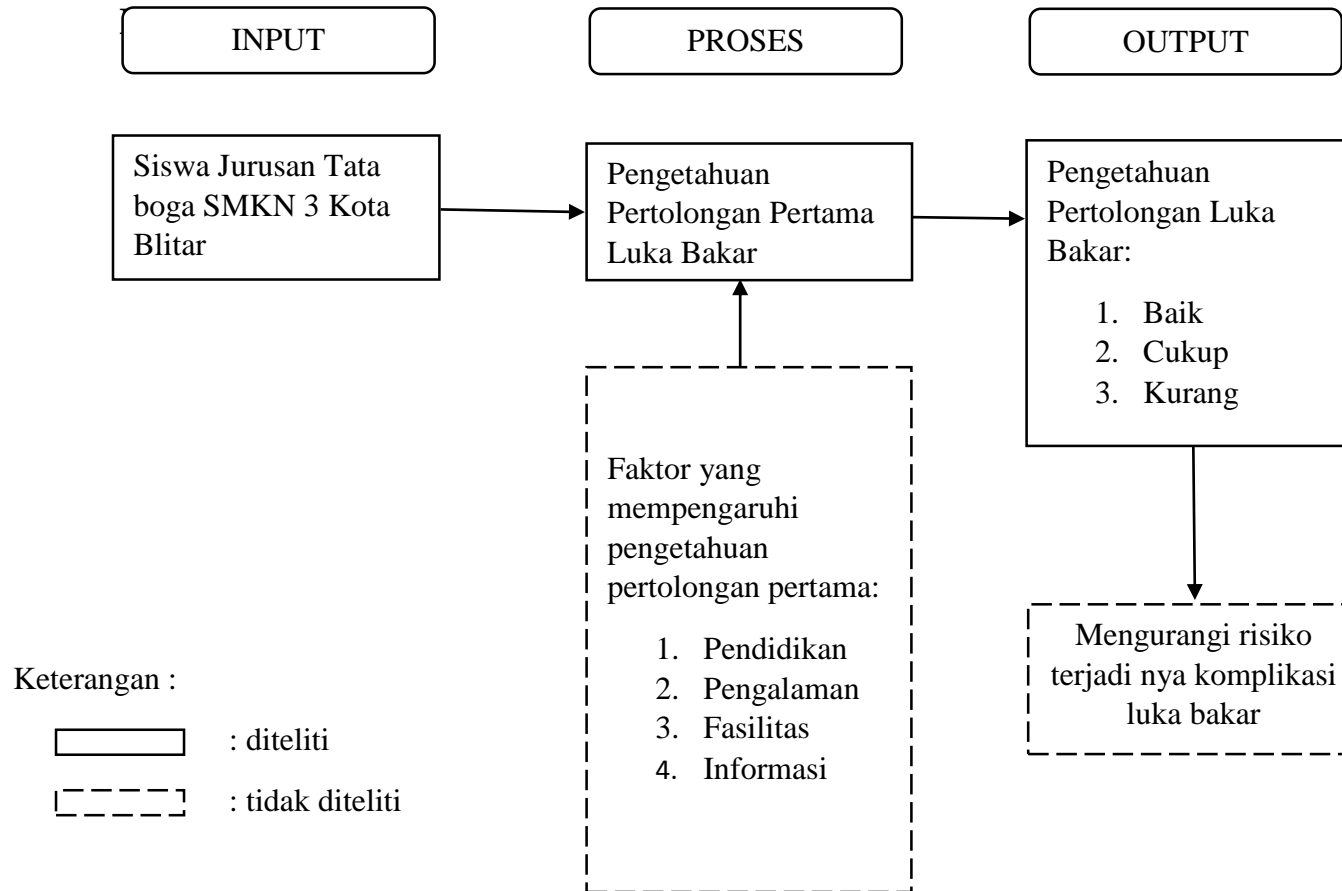 INPUT
PROSES
OUTPUT
Siswa Jurusan Tata
boga SMKN 3 Kota
Blitar
Pengetahuan
Pertolongan Pertama
Luka Bakar
Pengetahuan
Pertolongan Luka
Bakar:
1. Baik
2. Cukup
3. Kurang
Faktor yang
mempengaruhi
pengetahuan
pertolongan pertama:
1. Pendidikan
2. Pengalaman
3. Fasilitas
4. Informasi
Mengurangi risiko
terjadi nya komplikasi
luka bakar
Keterangan :
: diteliti
: tidak diteliti